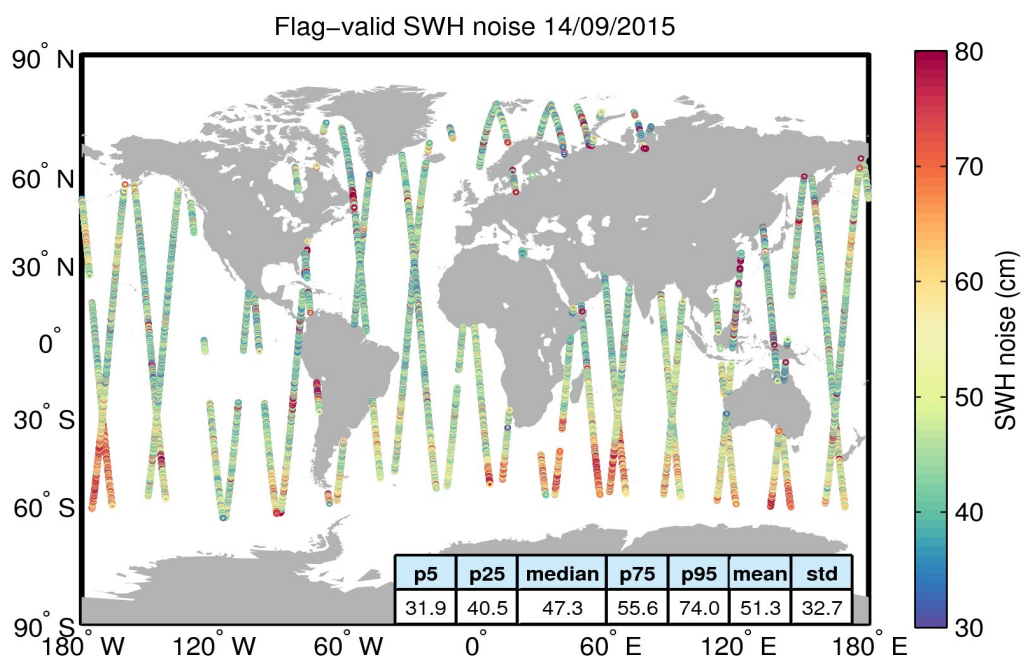 Flag−valid SWH noise 14/09/2015
90° N
60° N
30° N
0°
30° S
60° S
90° S
180° W
120° W
60° W
0°
60° E
120° E
180° E
p5 p25 median p75 p95 mean std
31.9 40.5 47.3 55.6 74.0 51.3 32.7
80
70
60
50
40
30
SWH noise (cm)